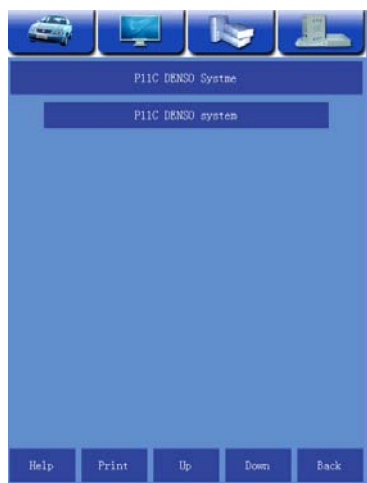 P11C DENSO Systme
P11C DENSO system
Help Print Up Down Back